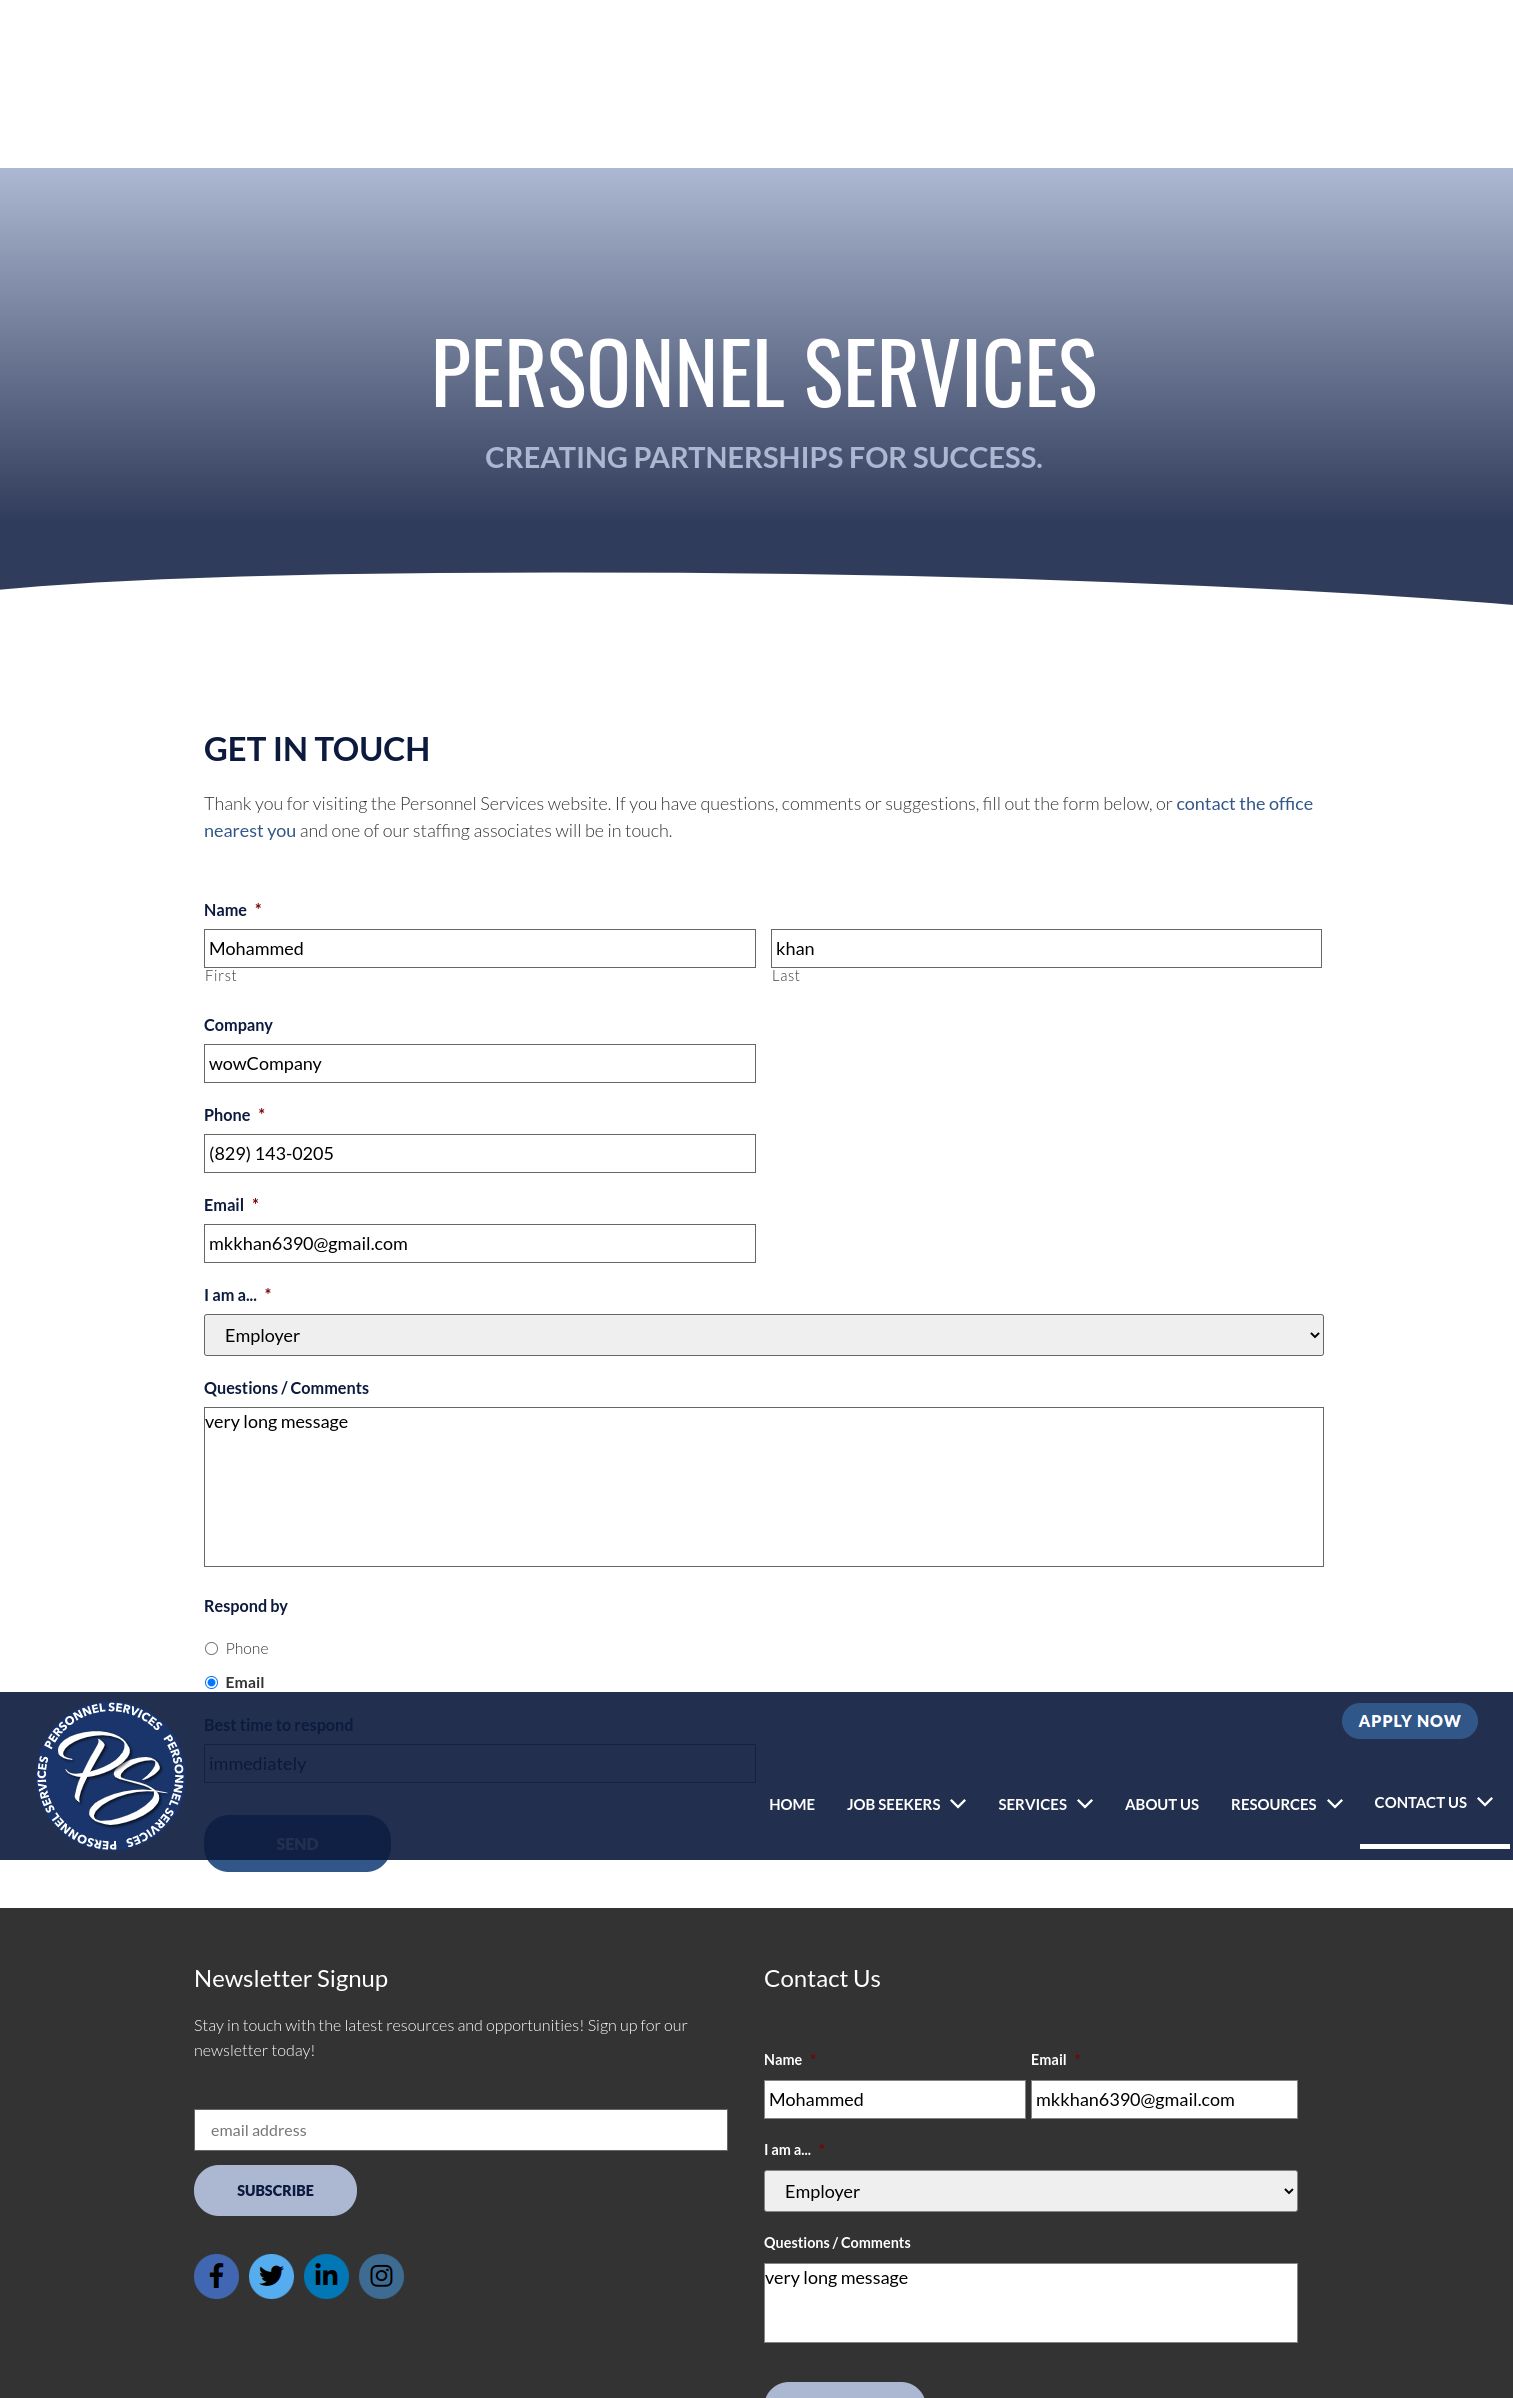 PERSONNEL SERVICES
CREATING PARTNERSHIPS FOR SUCCESS.
GET IN TOUCH
Thank you for visiting the Personnel Services website. If you have questions, comments or suggestions, fill out the form below, or contact the office
nearest you and one of our staffing associates will be in touch.
Name *
Mohammed khan
First Last
Company
wowCompany
Phone *
(829) 143-0205
Email *
mkkhan6390@gmail.com
I am a... *
Employer
Questions / Comments
very long message
Respond by
Phone
Email
Best time to respond
immediately
SEND
PERSONNEL SERVICES PERSONNEL SERVICES PERSONNEL SERVICES
PS
APPLY NOW
HOME JOB SEEKERS SERVICES ABOUT US RESOURCES CONTACT US
Newsletter Signup
Stay in touch with the latest resources and opportunities! Sign up for our
newsletter today!
email address
SUBSCRIBE
Contact Us
Name * Email *
Mohammed mkkhan6390@gmail.com
I am a... *
Employer
Questions / Comments
very long message